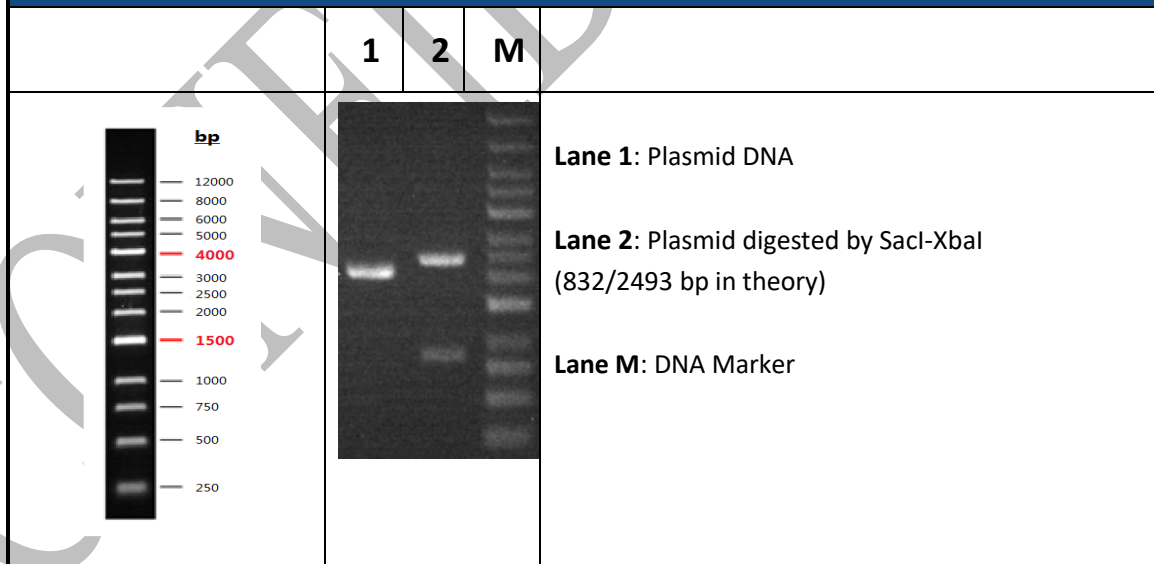 1 2 M
bp
12000
8000
6000
5000
4000
3000
2500
2000
1500
1000
750
500
250
Lane 1: Plasmid DNA
Lane 2: Plasmid digested by SacI-XbaI
(832/2493 bp in theory)
Lane M: DNA Marker